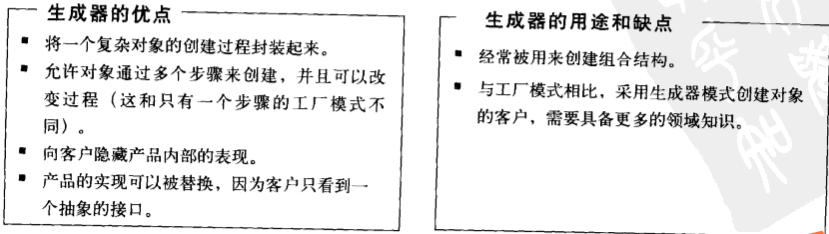 生成器的优点
将一个复杂对象的创建过程封装起来。
允许对象通过多个步骤来创建，并且可以改
变过程（这和只有一个步骤的工厂模式不
同）。
向客户隐藏产品内部的表现。
产品的实现可以被替换，因为客户只看到一
个抽象的接口。
生成器的用途和缺点
经常被用来创建组合结构。
与工厂模式相比，采用生成器模式创建对象
的客户，需要具备更多的领域知识。